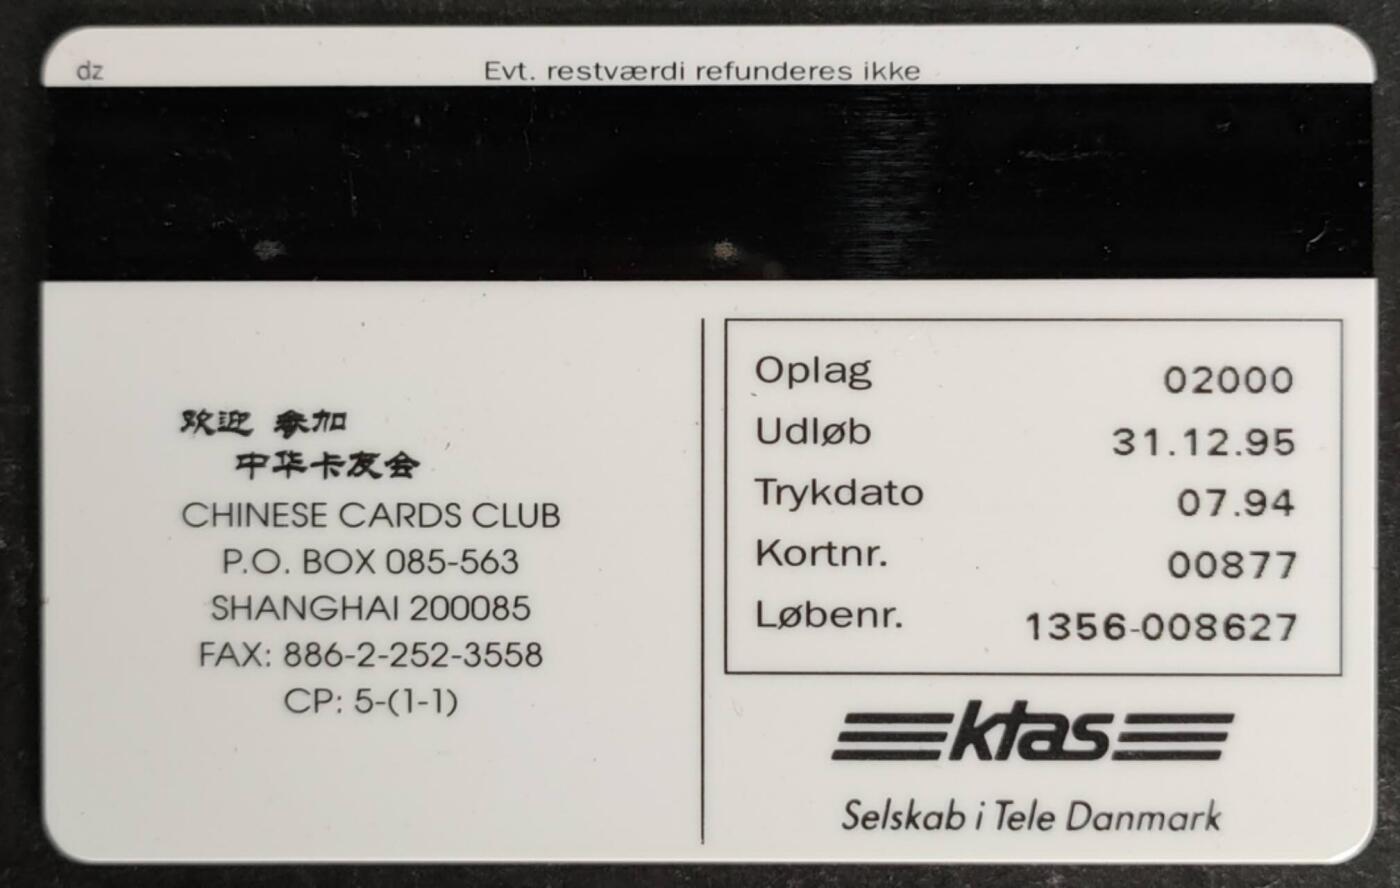 dz
Evt. restværdi refunderes ikke
欢迎 参加
中华卡友会
CHINESE CARDS CLUB
P.O. BOX 085-563
SHANGHAI 200085
FAX: 886-2-252-3558
CP: 5-(1-1)
Oplag 02000
Udløb 31.12.95
Trykdato 07.94
Kortnr. 00877
Løbenr. 1356-008627
ktas
Selskab i Tele Danmark